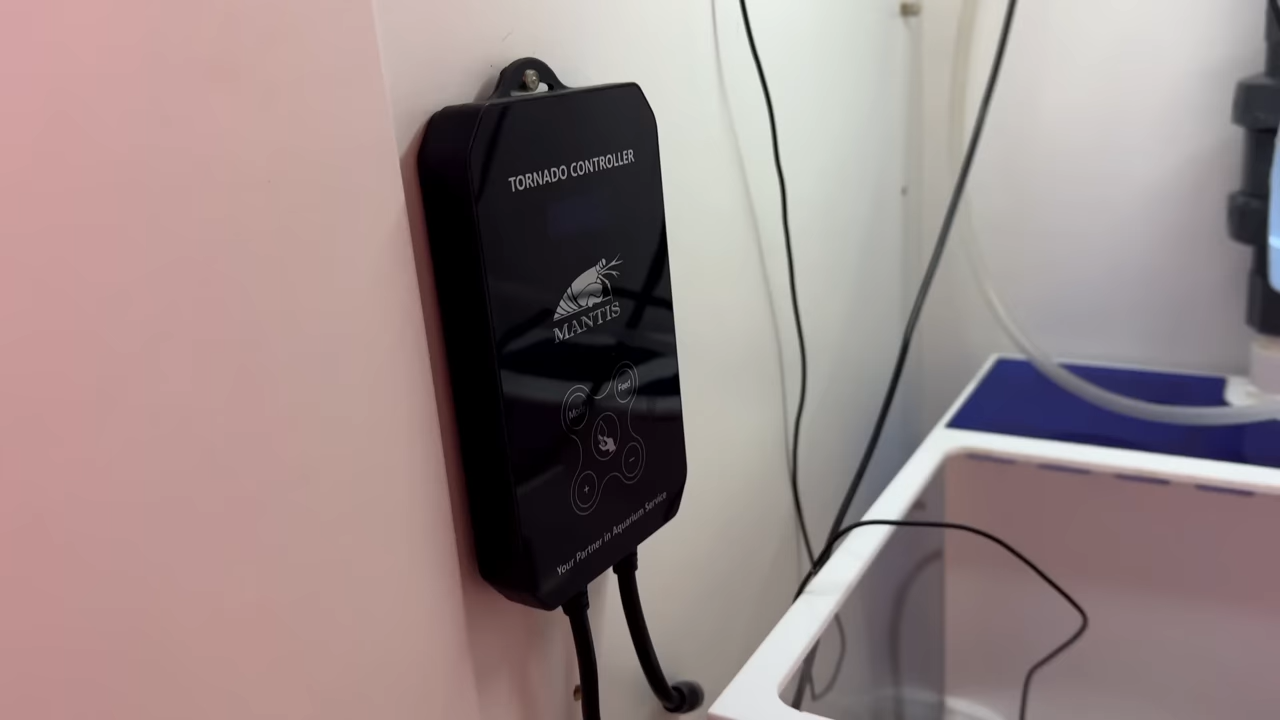 TORNADO CONTROLLER
MANTIS
Mode
Feed
+
-
Your Partner in Aquarium Service